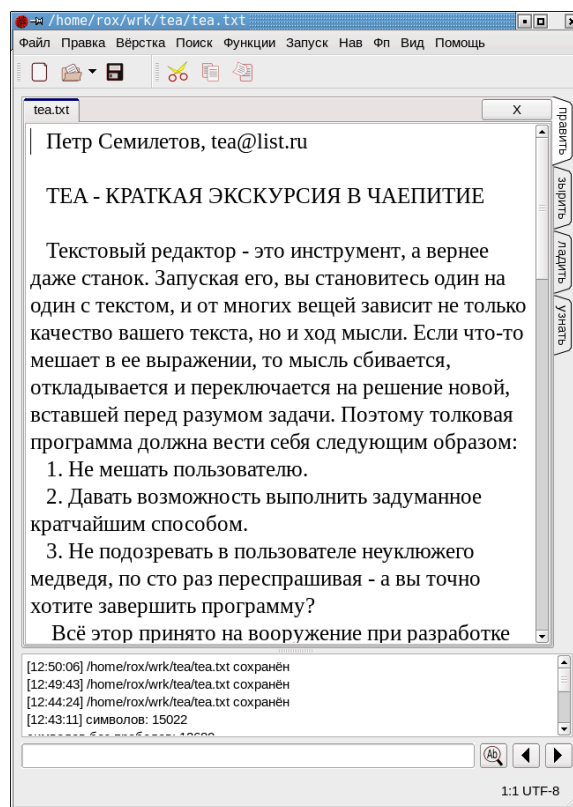 /home/rox/wrk/tea/tea.txt
Файл Правка Вёрстка Поиск Функции Запуск Нав Фп Вид Помощь
tea.txt
X
править
зырить
ладить
узнать
Петр Семилетов, tea@list.ru
TEA - КРАТКАЯ ЭКСКУРСИЯ В ЧАЕПИТИЕ
Текстовый редактор - это инструмент, а вернее
даже станок. Запуская его, вы становитесь один на
один с текстом, и от многих вещей зависит не только
качество вашего текста, но и ход мысли. Если что-то
мешает в ее выражении, то мысль сбивается,
откладывается и переключается на решение новой,
вставшей перед разумом задачи. Поэтому толковая
программа должна вести себя следующим образом:
1. Не мешать пользователю.
2. Давать возможность выполнить задуманное
кратчайшим способом.
3. Не подозревать в пользователе неуклюжего
медведя, по сто раз переспрашивая - а вы точно
хотите завершить программу?
Всё этор принято на вооружение при разработке
[12:50:06] /home/rox/wrk/tea/tea.txt сохранён
[12:49:43] /home/rox/wrk/tea/tea.txt сохранён
[12:44:24] /home/rox/wrk/tea/tea.txt сохранён
[12:43:11] символов: 15022
Ab
1:1 UTF-8